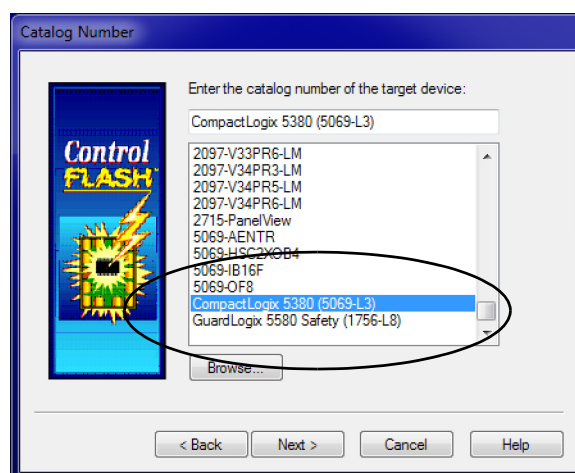 Catalog Number
Enter the catalog number of the target device:
CompactLogix 5380 (5069-L3)
Control
FLASH
2097-V33PR6-LM
2097-V34PR3-LM
2097-V34PR5-LM
2097-V34PR6-LM
2715-PanelView
5069-AENTR
5069-HSC2XOB4
5069-IB16F
5069-OF8
CompactLogix 5380 (5069-L3)
GuardLogix 5580 Safety (1756-L8)
Browse...
< Back
Next >
Cancel
Help